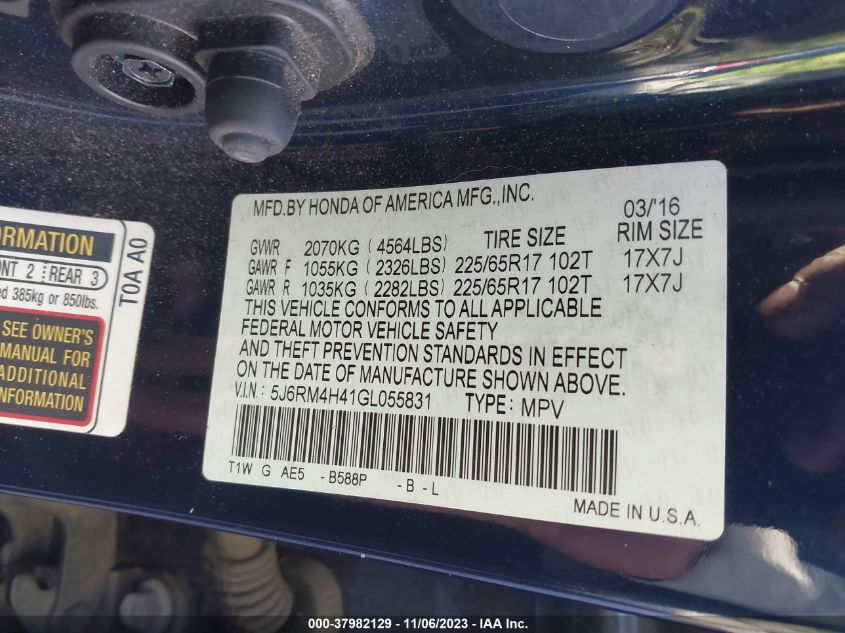 MFD.BY HONDA OF AMERICA MFG.,INC.
03/'16
GVWR 2070KG (4564LBS) TIRE SIZE RIM SIZE
GAWR F 1055KG (2326LBS) 225/65R17 102T 17X7J
GAWR R 1035KG (2282LBS) 225/65R17 102T 17X7J
THIS VEHICLE CONFORMS TO ALL APPLICABLE
FEDERAL MOTOR VEHICLE SAFETY
AND THEFT PREVENTION STANDARDS IN EFFECT
ON THE DATE OF MANUFACTURE SHOWN ABOVE.
V.I.N: 5J6RM4H41GL055831 TYPE: MPV
T1W G AE5 -B588P -B-L
MADE IN U.S.A.
FRONT 2 REAR 3
385kg or 850lbs.
SEE OWNER'S
MANUAL FOR
ADDITIONAL
INFORMATION
T0A A0
000-37982129 - 11/06/2023 - IAA Inc.